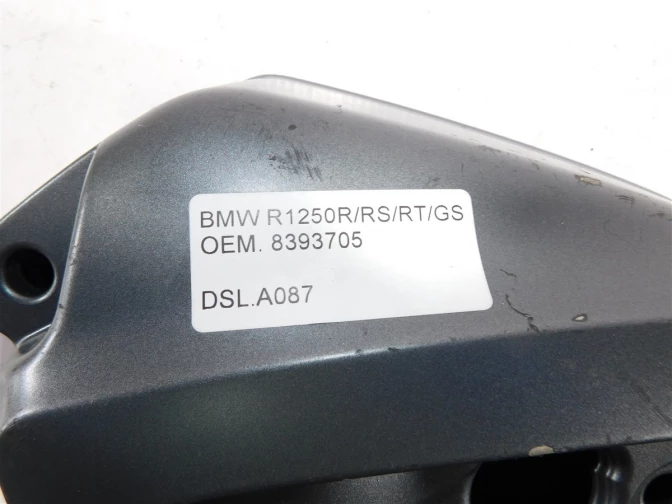 BMW R1250R/RS/RT/GS
OEM. 8393705
DSL.A087